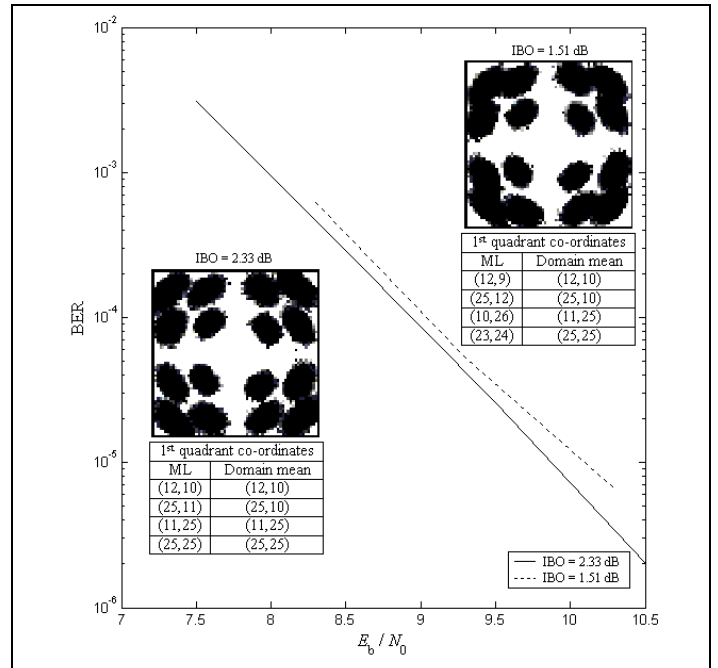 10-2
IBO = 1.51 dB
10-3
1st quadrant co-ordinates
ML Domain mean
(12,9) (12,10)
(25,12) (25,10)
(10,26) (11,25)
(23,24) (25,25)
IBO = 2.33 dB
10-4
BER
1st quadrant co-ordinates
ML Domain mean
(12,10) (12,10)
(25,11) (25,10)
(11,25) (11,25)
(25,25) (25,25)
10-5
IBO = 2.33 dB
IBO = 1.51 dB
10-6
7 7.5 8 8.5 9 9.5 10 10.5
Eb / N0